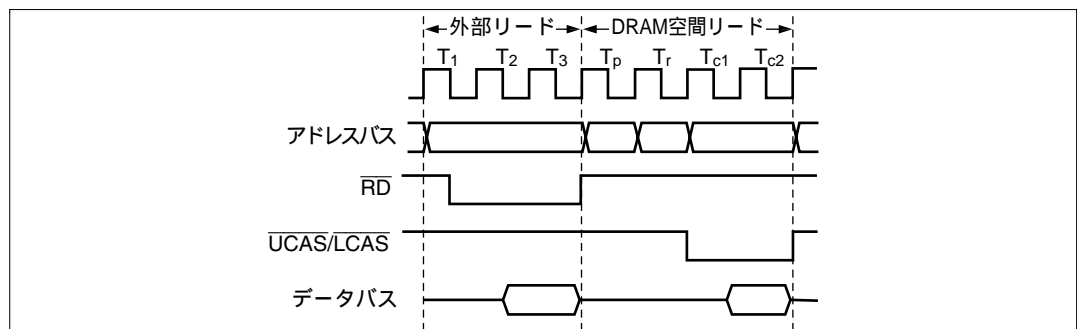 外部リード DRAM空間リード
T1 T2 T3 Tp Tr Tc1 Tc2
アドレスバス
RD
UCAS/LCAS
データバス